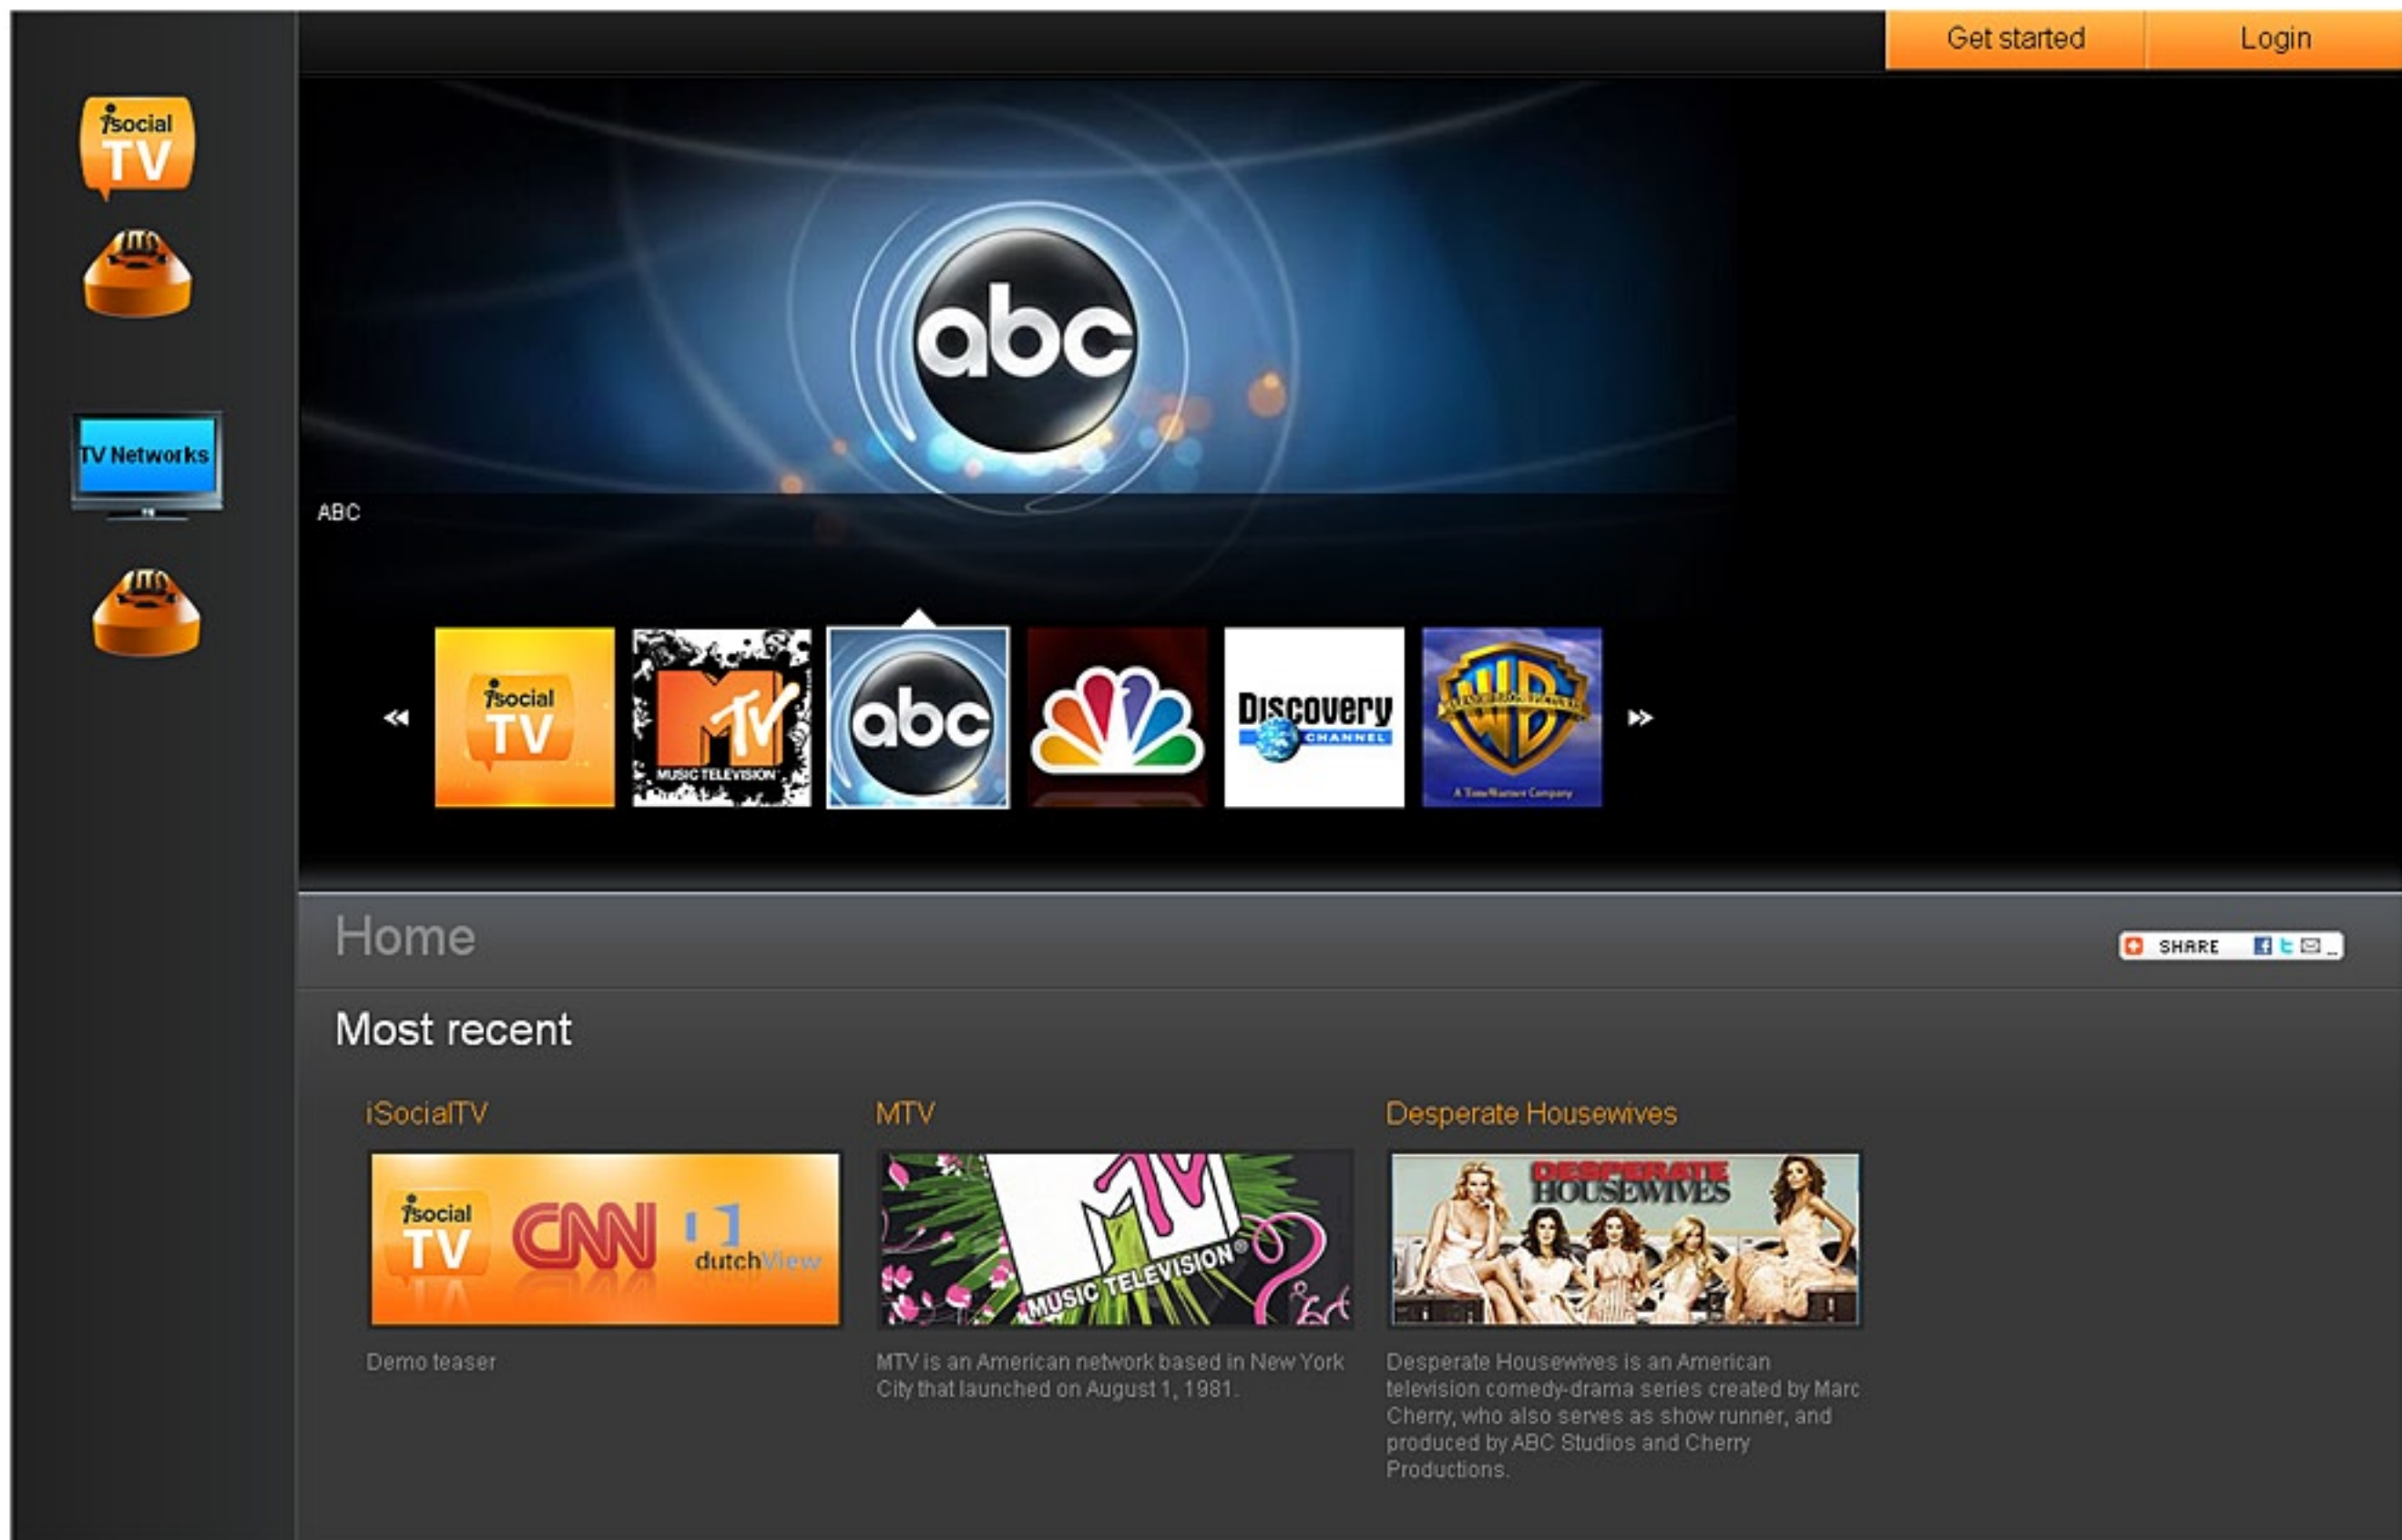 Get started
Login
isocial
TV
TV Networks
abc
ABC
isocial
TV
MTV
MUSIC TELEVISION
abc
Discovery
CHANNEL
WB
A TimeWarner Company
Home
SHARE
Most recent
iSocialTV
MTV
Desperate Housewives
isocial
TV
CNN
dutchView
MTV
MUSIC TELEVISION®
DESPERATE
HOUSEWIVES
Demo teaser
MTV is an American network based in New York
City that launched on August 1, 1981.
Desperate Housewives is an American
television comedy-drama series created by Marc
Cherry, who also serves as show runner, and
produced by ABC Studios and Cherry
Productions.